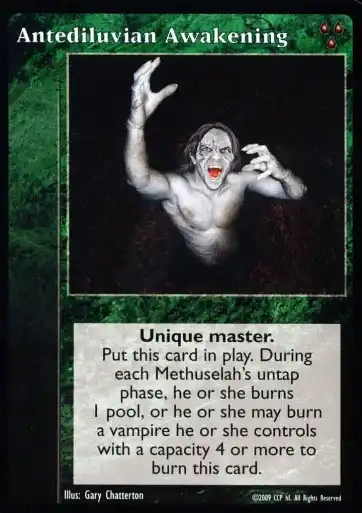 Antediluvian Awakening
Unique master.
Put this card in play. During
each Methuselah's untap
phase, he or she burns
1 pool, or he or she may burn
a vampire he or she controls
with a capacity 4 or more to
burn this card.
Illus: Gary Chatterton
©2009 CCP hf. All Rights Reserved